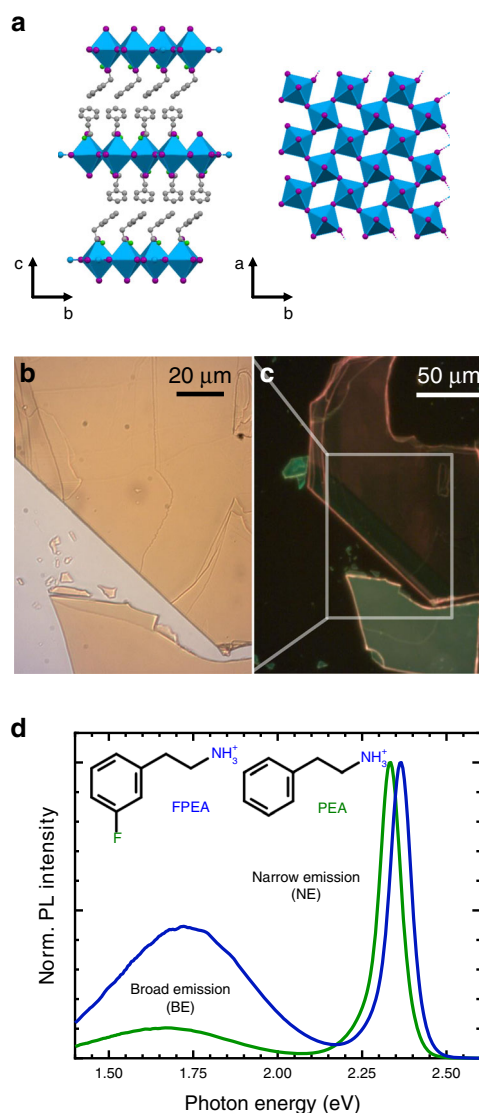 a
c
b
a
b
b
20 μm
c
50 μm
d
NH3+
FPEA
F
NH3+
PEA
Narrow emission
(NE)
Broad emission
(BE)
Norm. PL intensity
1.50
1.75
2.00
2.25
2.50
Photon energy (eV)